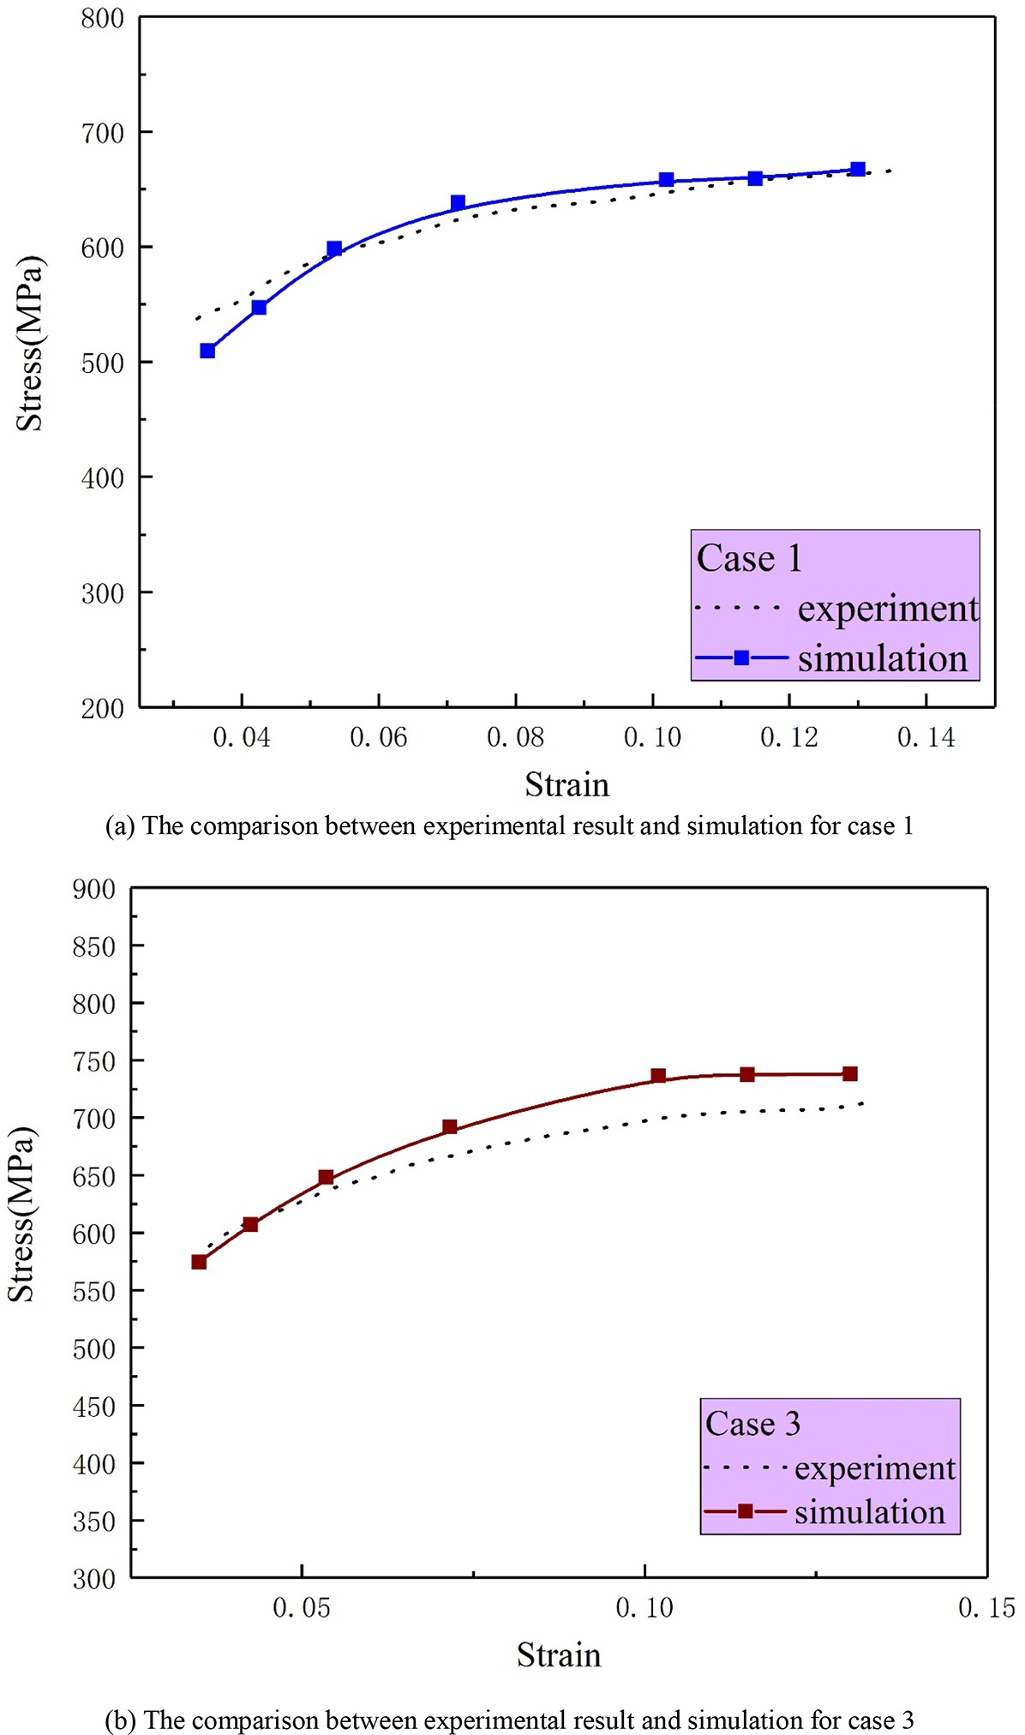 800
700
600
500
400
300
200
Stress(MPa)
Case 1
experiment
simulation
0.04 0.06 0.08 0.10 0.12 0.14
Strain
(a) The comparison between experimental result and simulation for case 1
900
850
800
750
700
650
600
550
500
450
400
350
300
Stress(MPa)
Case 3
experiment
simulation
0.05 0.10 0.15
Strain
(b) The comparison between experimental result and simulation for case 3